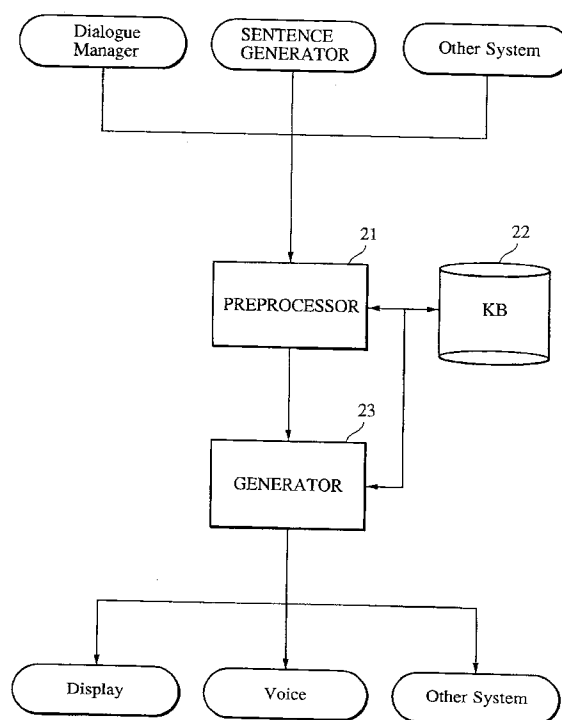 Dialogue
Manager
SENTENCE
GENERATOR
Other System
21
22
PREPROCESSOR
KB
23
GENERATOR
Display
Voice
Other System